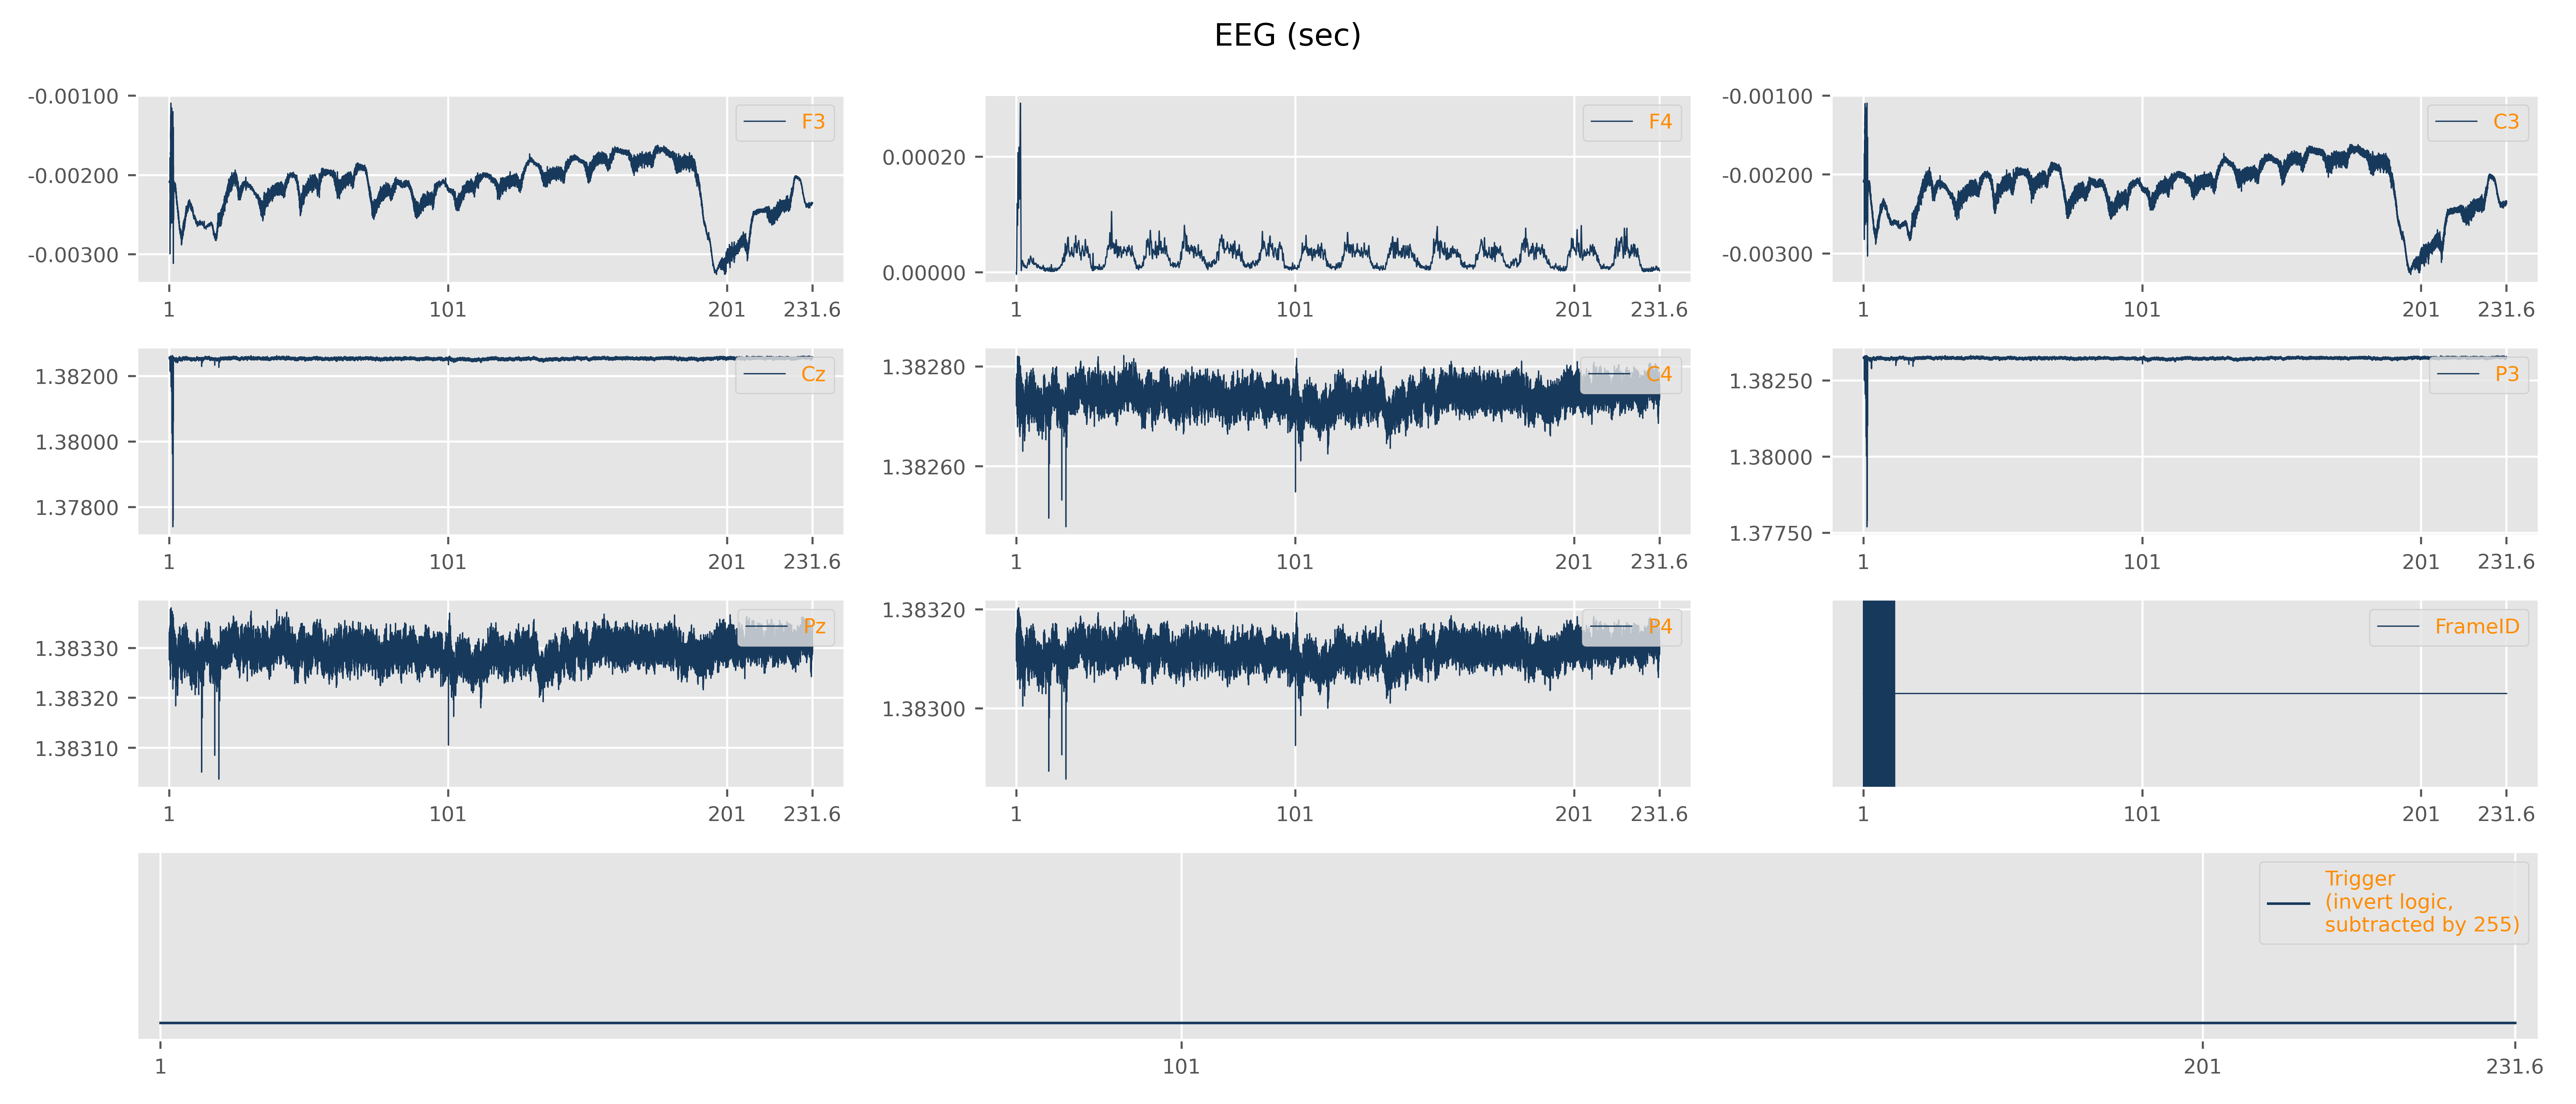 EEG (sec)
-0.00100
-0.00200
-0.00300
F3
1 101 201 231.6
0.00020
0.00000
F4
1 101 201 231.6
-0.00100
-0.00200
-0.00300
C3
1 101 201 231.6
1.38200
1.38000
1.37800
Cz
1 101 201 231.6
1.38280
1.38260
C4
1 101 201 231.6
1.38250
1.38000
1.37750
P3
1 101 201 231.6
1.38330
1.38320
1.38310
Pz
1 101 201 231.6
1.38320
1.38300
P4
1 101 201 231.6
FrameID
1 101 201 231.6
Trigger
(invert logic,
subtracted by 255)
1 101 201 231.6